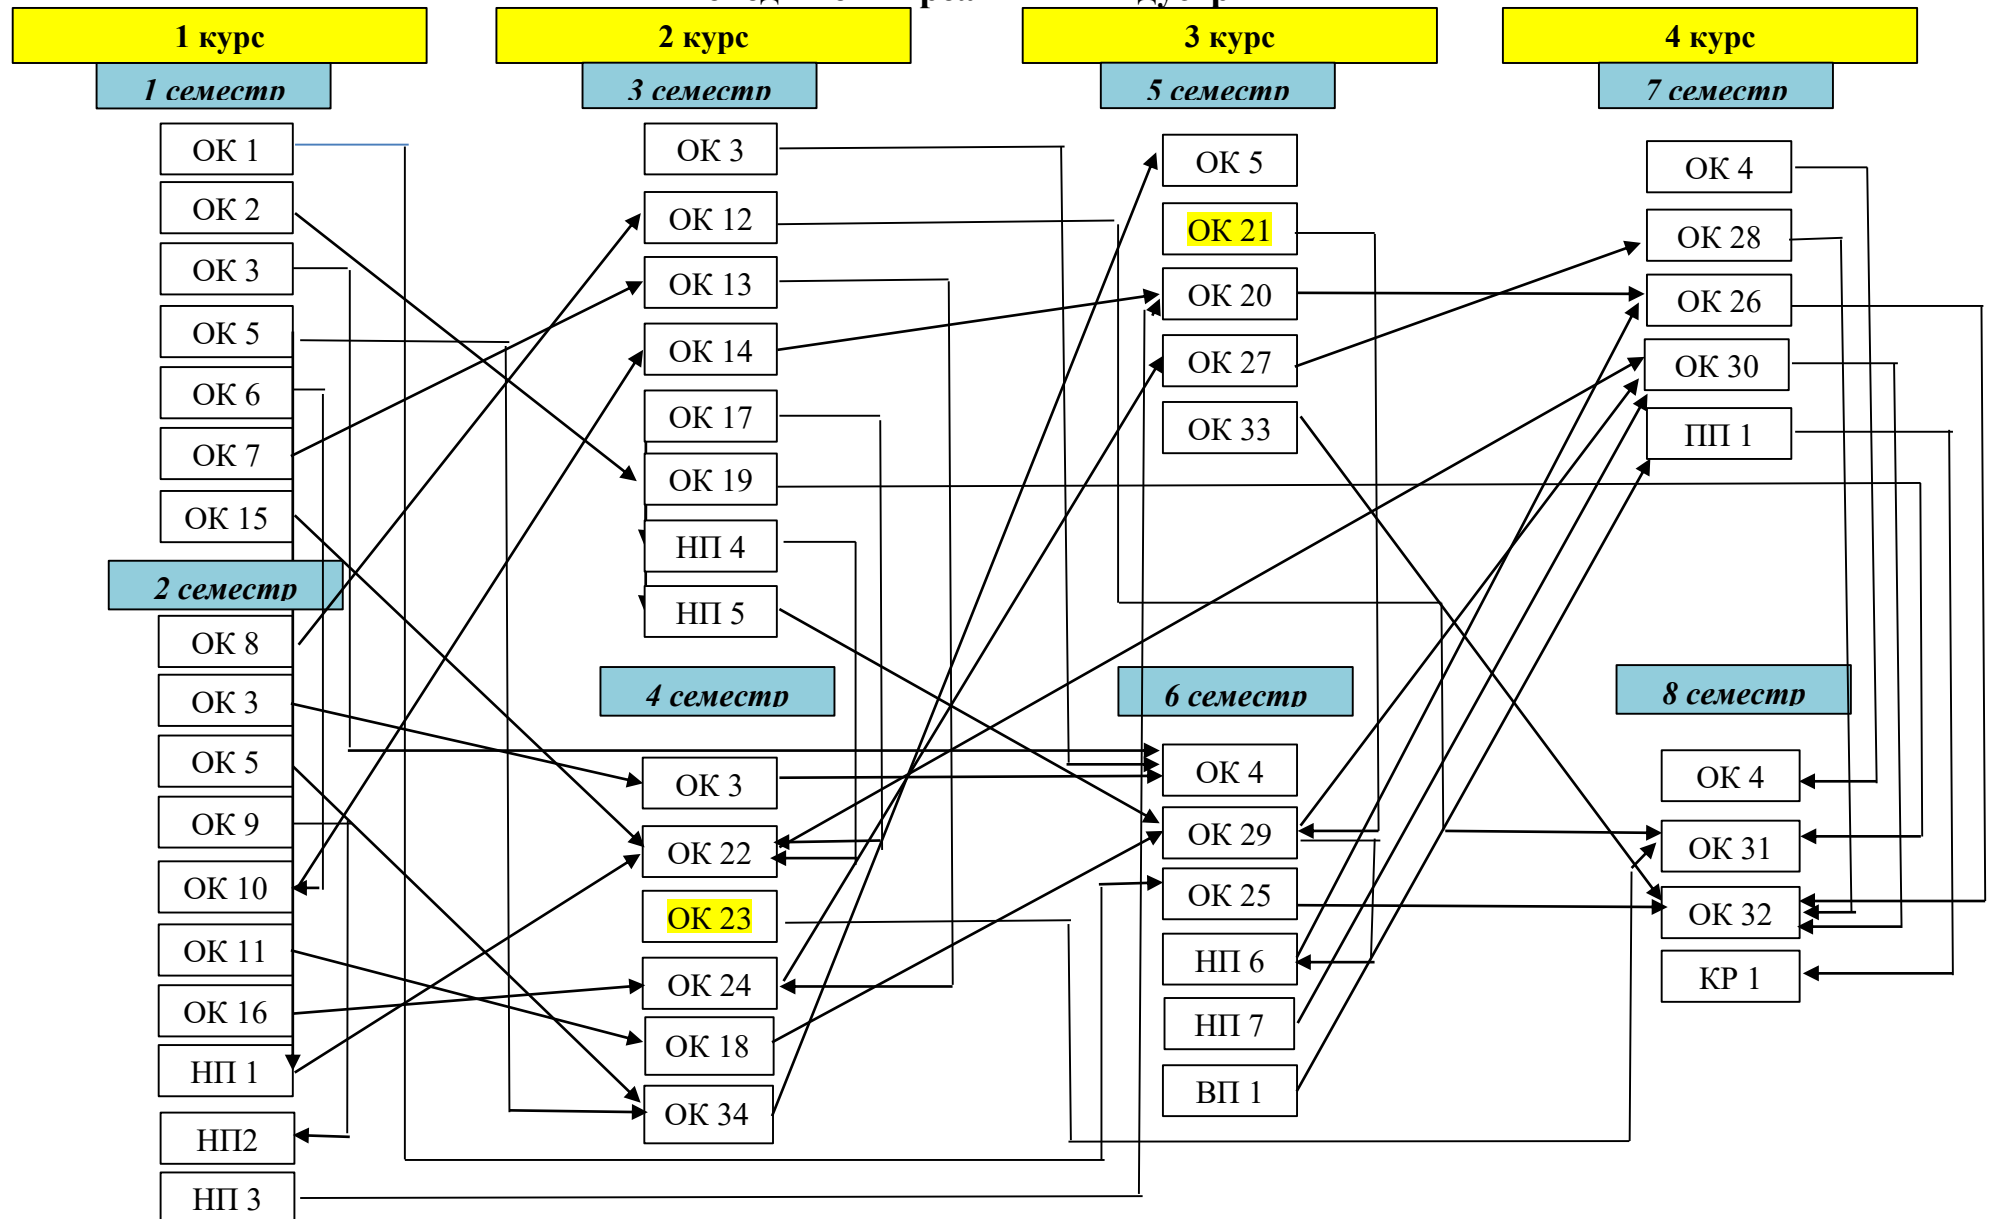 1 курс
1 семестр
ОК 1
ОК 2
ОК 3
ОК 5
ОК 6
ОК 7
ОК 15
2 семестр
ОК 8
ОК 3
ОК 5
ОК 9
ОК 10
ОК 11
ОК 16
НП 1
НП2
НП 3
2 курс
3 семестр
ОК 3
ОК 12
ОК 13
ОК 14
ОК 17
ОК 19
НП 4
НП 5
4 семестр
ОК 3
ОК 22
ОК 23
ОК 24
ОК 18
ОК 34
3 курс
5 семестр
ОК 5
ОК 21
ОК 20
ОК 27
ОК 33
6 семестр
ОК 4
ОК 29
ОК 25
НП 6
НП 7
ВП 1
4 курс
7 семестр
ОК 4
ОК 28
ОК 26
ОК 30
ПП 1
8 семестр
ОК 4
ОК 31
ОК 32
КР 1